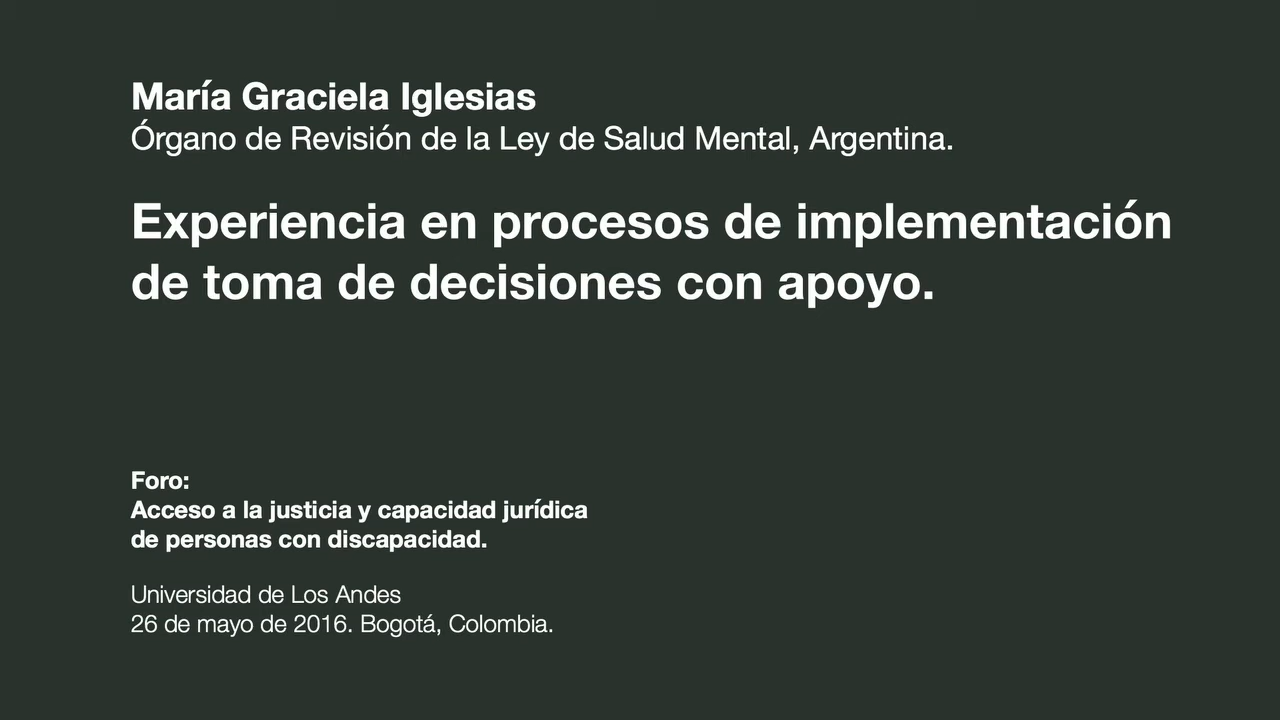 María Graciela Iglesias
Órgano de Revisión de la Ley de Salud Mental, Argentina.
Experiencia en procesos de implementación
de toma de decisiones con apoyo.
Foro:
Acceso a la justicia y capacidad jurídica
de personas con discapacidad.
Universidad de Los Andes
26 de mayo de 2016. Bogotá, Colombia.